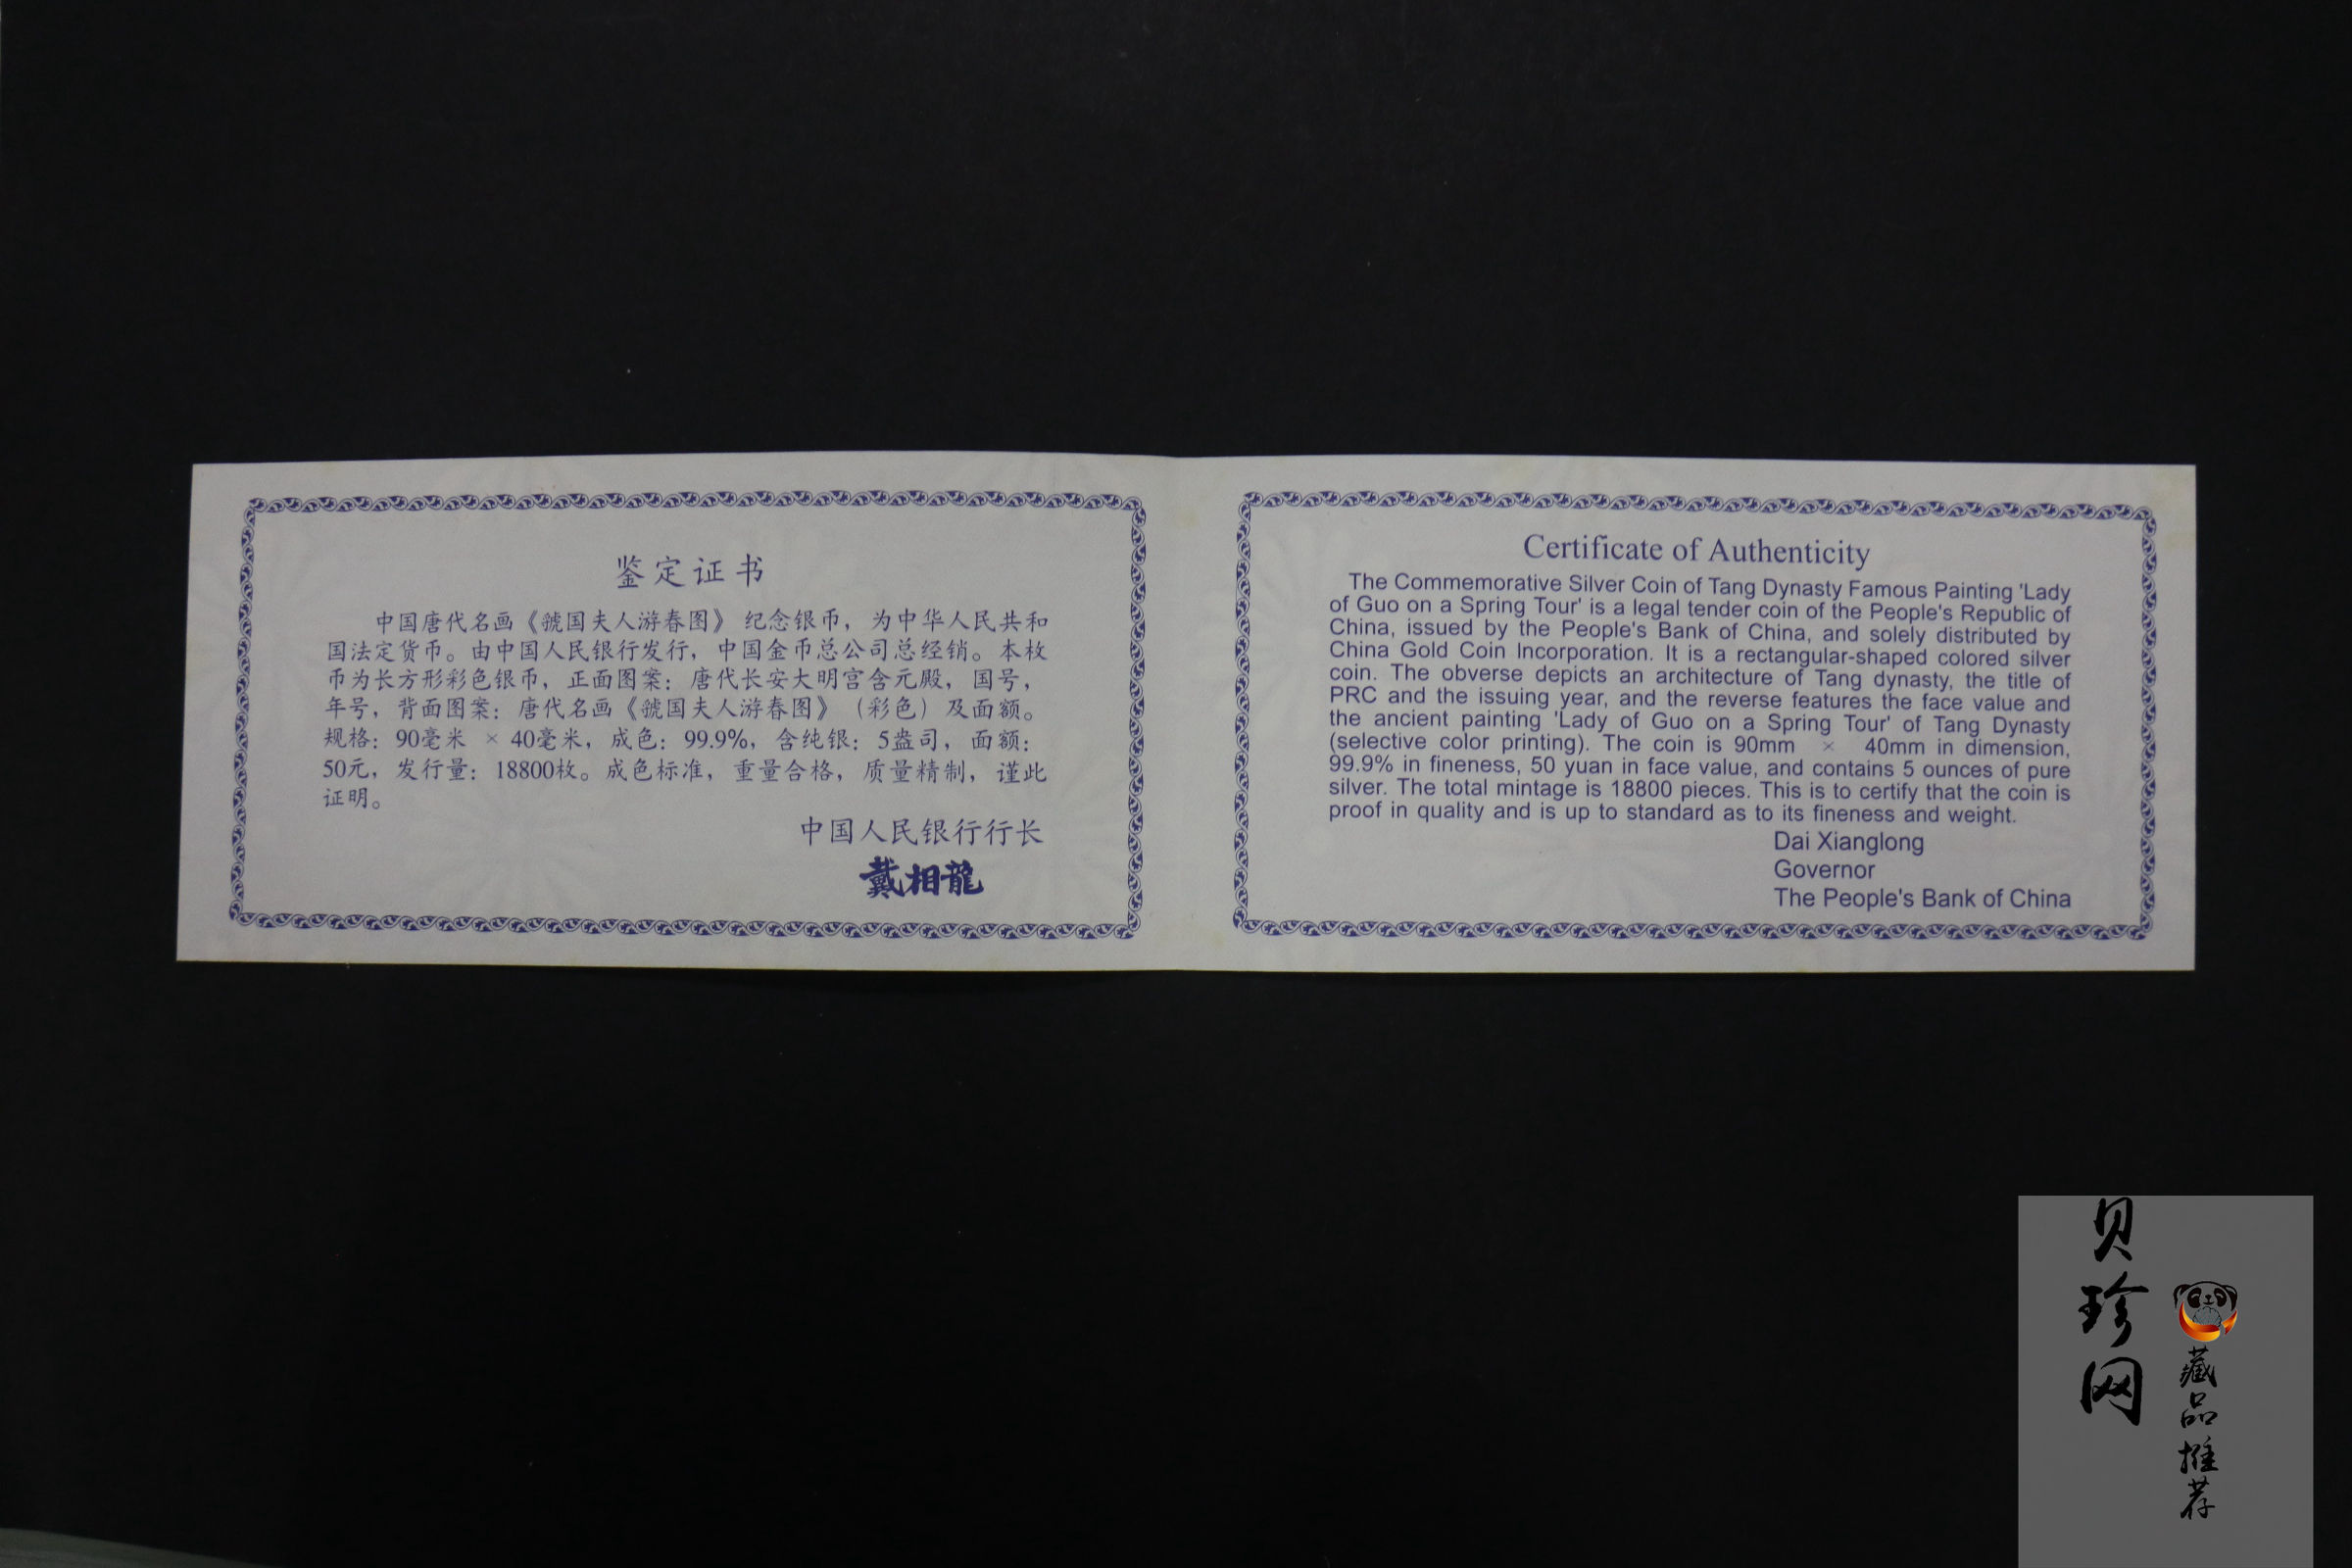 鉴定证书
中国唐代名画《虢国夫人游春图》 纪念银币，为中华人民共和
国法定货币。由中国人民银行发行，中国金币总公司总经销。本枚
币为长方形彩色银币，正面图案：唐代长安大明宫含元殿，国号，
年号，背面图案：唐代名画《虢国夫人游春图》（彩色）及面额。
规格：90毫米 × 40毫米，成色：99.9%，含纯银：5盎司，面额：
50元，发行量：18800枚。成色标准，重量合格，质量精制，谨此
证明。
中国人民银行行长
戴相龍
Certificate of Authenticity
The Commemorative Silver Coin of Tang Dynasty Famous Painting 'Lady
of Guo on a Spring Tour' is a legal tender coin of the People's Republic of
China, issued by the People's Bank of China, and solely distributed by
China Gold Coin Incorporation. It is a rectangular-shaped colored silver
coin. The obverse depicts an architecture of Tang dynasty, the title of
PRC and the issuing year, and the reverse features the face value and
the ancient painting 'Lady of Guo on a Spring Tour' of Tang Dynasty
(selective color printing). The coin is 90mm × 40mm in dimension,
99.9% in fineness, 50 yuan in face value, and contains 5 ounces of pure
silver. The total mintage is 18800 pieces. This is to certify that the coin is
proof in quality and is up to standard as to its fineness and weight.
Dai Xianglong
Governor
The People's Bank of China
贝珍网
藏品推荐